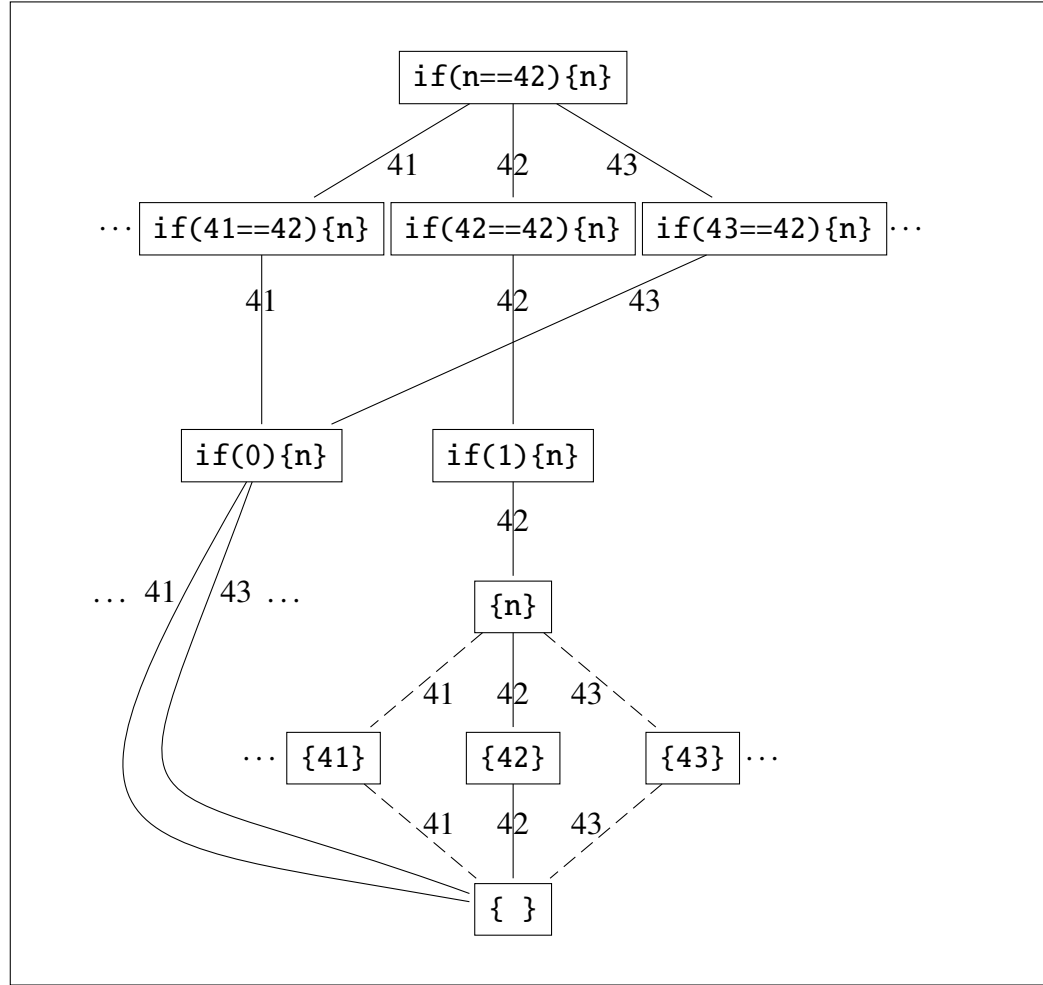 if(n==42){n}
41 42 43
··· if(41==42){n} if(42==42){n} if(43==42){n} ···
41 42 43
if(0){n} if(1){n}
42
... 41 43 ... {n}
41 42 43
··· {41} {42} {43} ···
41 42 43
{ }